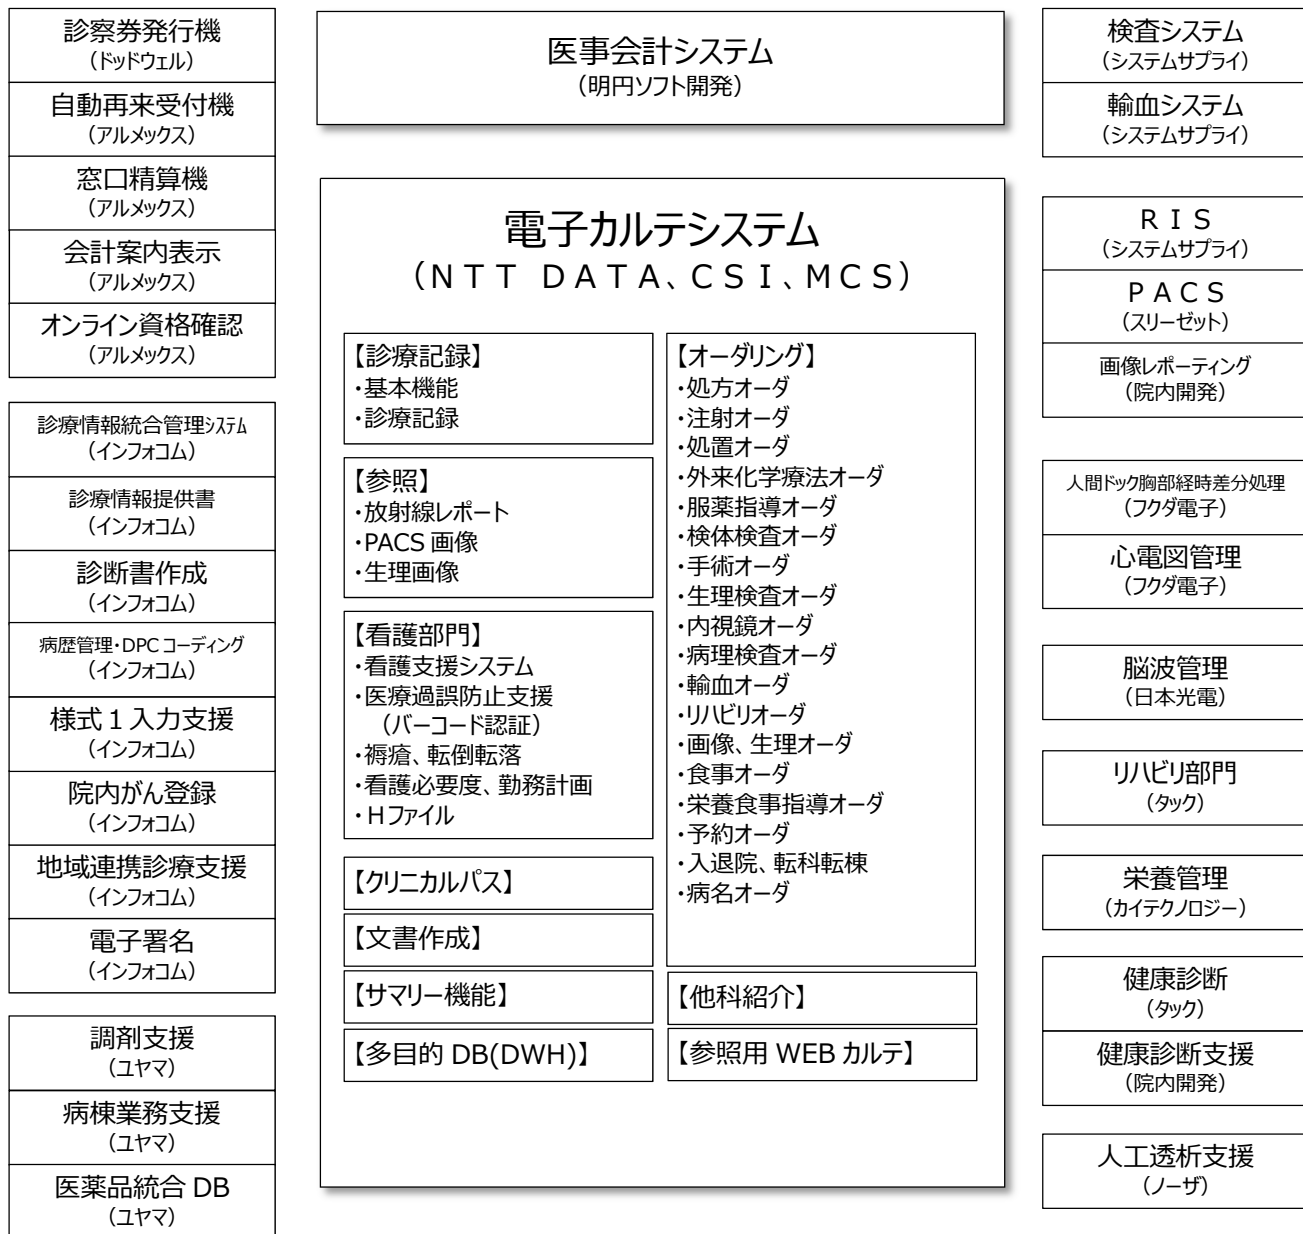 診察券発行機
（ドッドウェル）
自動再来受付機
（アルメックス）
窓口精算機
（アルメックス）
会計案内表示
（アルメックス）
オンライン資格確認
（アルメックス）
診療情報統合管理ｼｽﾃﾑ
（インフォコム）
診療情報提供書
（インフォコム）
診断書作成
（インフォコム）
病歴管理・DPC コーディング
（インフォコム）
様式１入力支援
（インフォコム）
院内がん登録
（インフォコム）
地域連携診療支援
（インフォコム）
電子署名
（インフォコム）
調剤支援
（ユヤマ）
病棟業務支援
（ユヤマ）
医薬品統合 DB
（ユヤマ）
医事会計システム
（明円ソフト開発）
電子カルテシステム
（ＮＴＴ ＤＡＴＡ、ＣＳＩ、ＭＣＳ）
【診療記録】
・基本機能
・診療記録
【参照】
・放射線レポート
・PACS 画像
・生理画像
【看護部門】
・看護支援システム
・医療過誤防止支援
（バーコード認証）
・褥瘡、転倒転落
・看護必要度、勤務計画
・Ｈファイル
【クリニカルパス】
【文書作成】
【サマリー機能】
【多目的 DB(DWH)】
【オーダリング】
・処方オーダ
・注射オーダ
・処置オーダ
・外来化学療法オーダ
・服薬指導オーダ
・検体検査オーダ
・手術オーダ
・生理検査オーダ
・内視鏡オーダ
・病理検査オーダ
・輸血オーダ
・リハビリオーダ
・画像、生理オーダ
・食事オーダ
・栄養食事指導オーダ
・予約オーダ
・入退院、転科転棟
・病名オーダ
【他科紹介】
【参照用 WEB カルテ】
検査システム
（システムサプライ）
輸血システム
（システムサプライ）
ＲＩＳ
（システムサプライ）
ＰＡＣＳ
（スリーゼット）
画像レポーティング
（院内開発）
人間ドック胸部経時差分処理
（フクダ電子）
心電図管理
（フクダ電子）
脳波管理
（日本光電）
リハビリ部門
（タック）
栄養管理
（カイテクノロジー）
健康診断
（タック）
健康診断支援
（院内開発）
人工透析支援
（ノーザ）